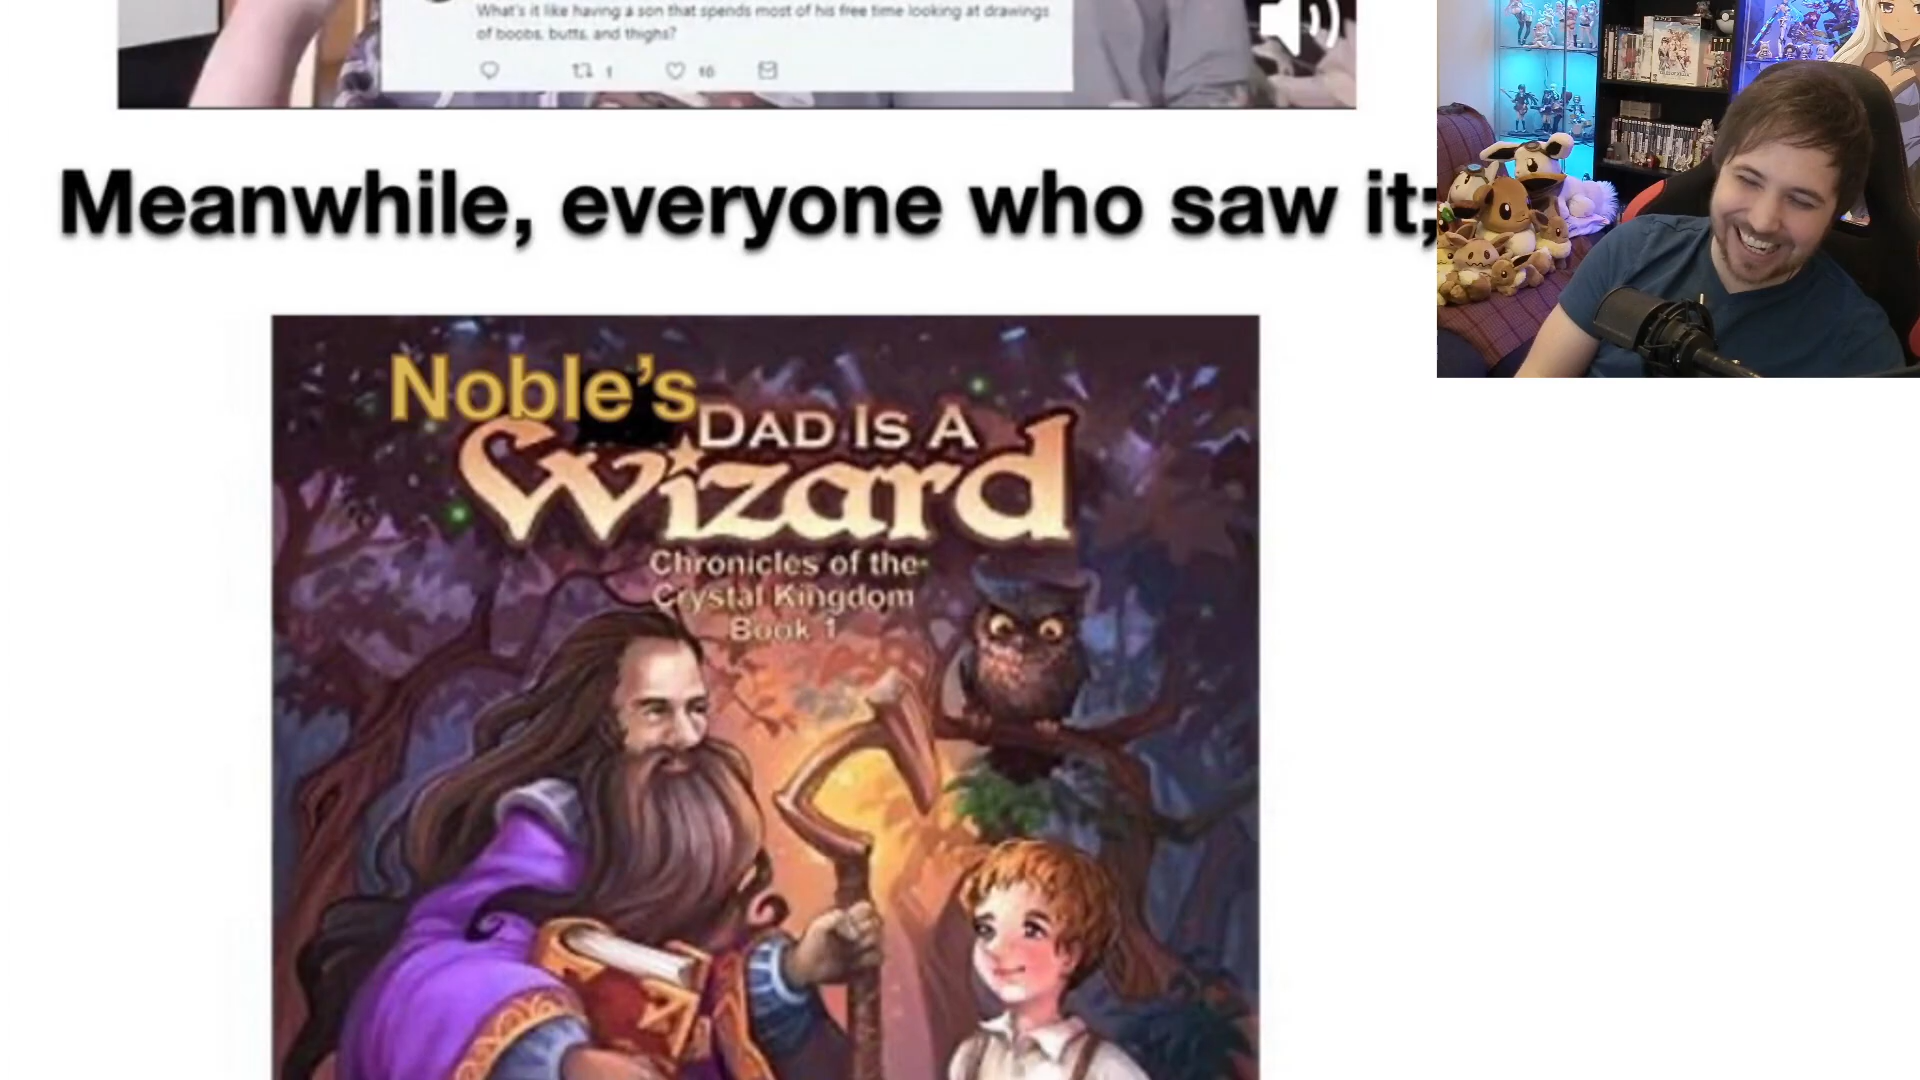 What's it like having a son that spends most of his free time looking at drawings
of boobs, butts, and thighs?
1 16
Meanwhile, everyone who saw it;
Noble's
DAD IS A
Wizard
Chronicles of the
Crystal Kingdom
Book 1